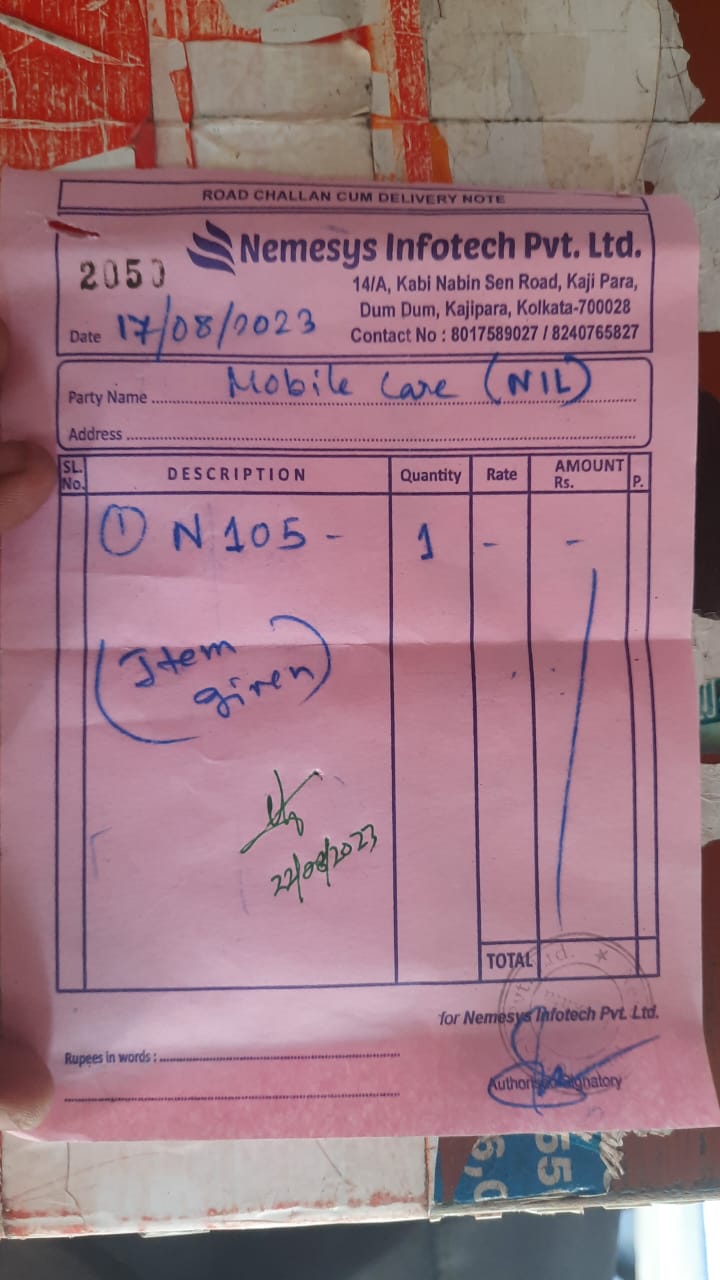 ROAD CHALLAN CUM DELIVERY NOTE
2050
Nemesys Infotech Pvt. Ltd.
14/A, Kabi Nabin Sen Road, Kaji Para,
Dum Dum, Kajipara, Kolkata-700028
Contact No : 8017589027 / 8240765827
Date 17/08/2023
Party Name Mobile Care (NIL)
Address
SL. No. DESCRIPTION Quantity Rate AMOUNT Rs. P.
① N105 - 1 - -
(Item
given)
22/08/2023
TOTAL
for Nemesys Infotech Pvt. Ltd.
Rupees in words :
Authorised Signatory
55